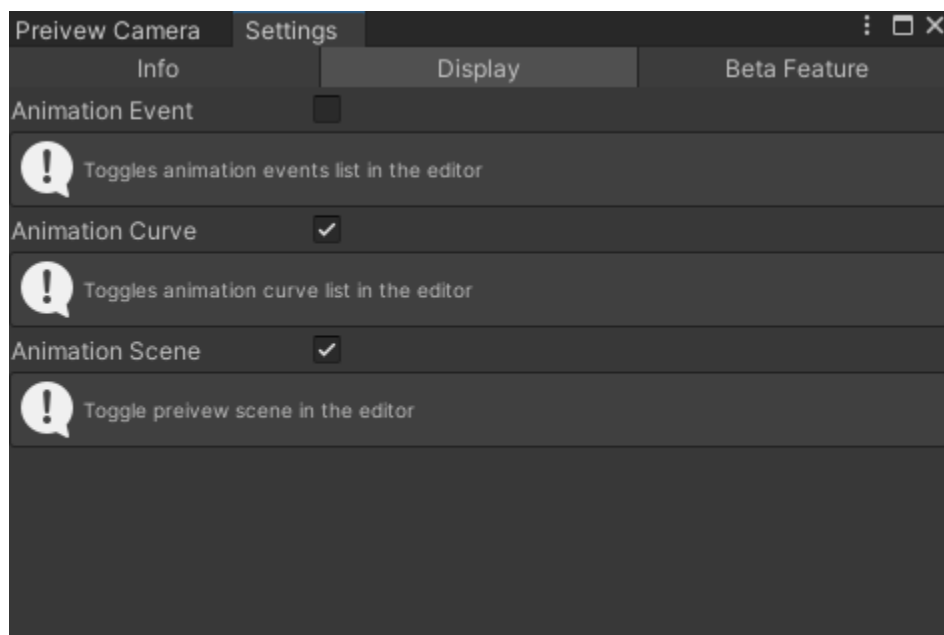 Preivew Camera Settings
Info Display Beta Feature
Animation Event
Toggles animation events list in the editor
Animation Curve
Toggles animation curve list in the editor
Animation Scene
Toggle preivew scene in the editor